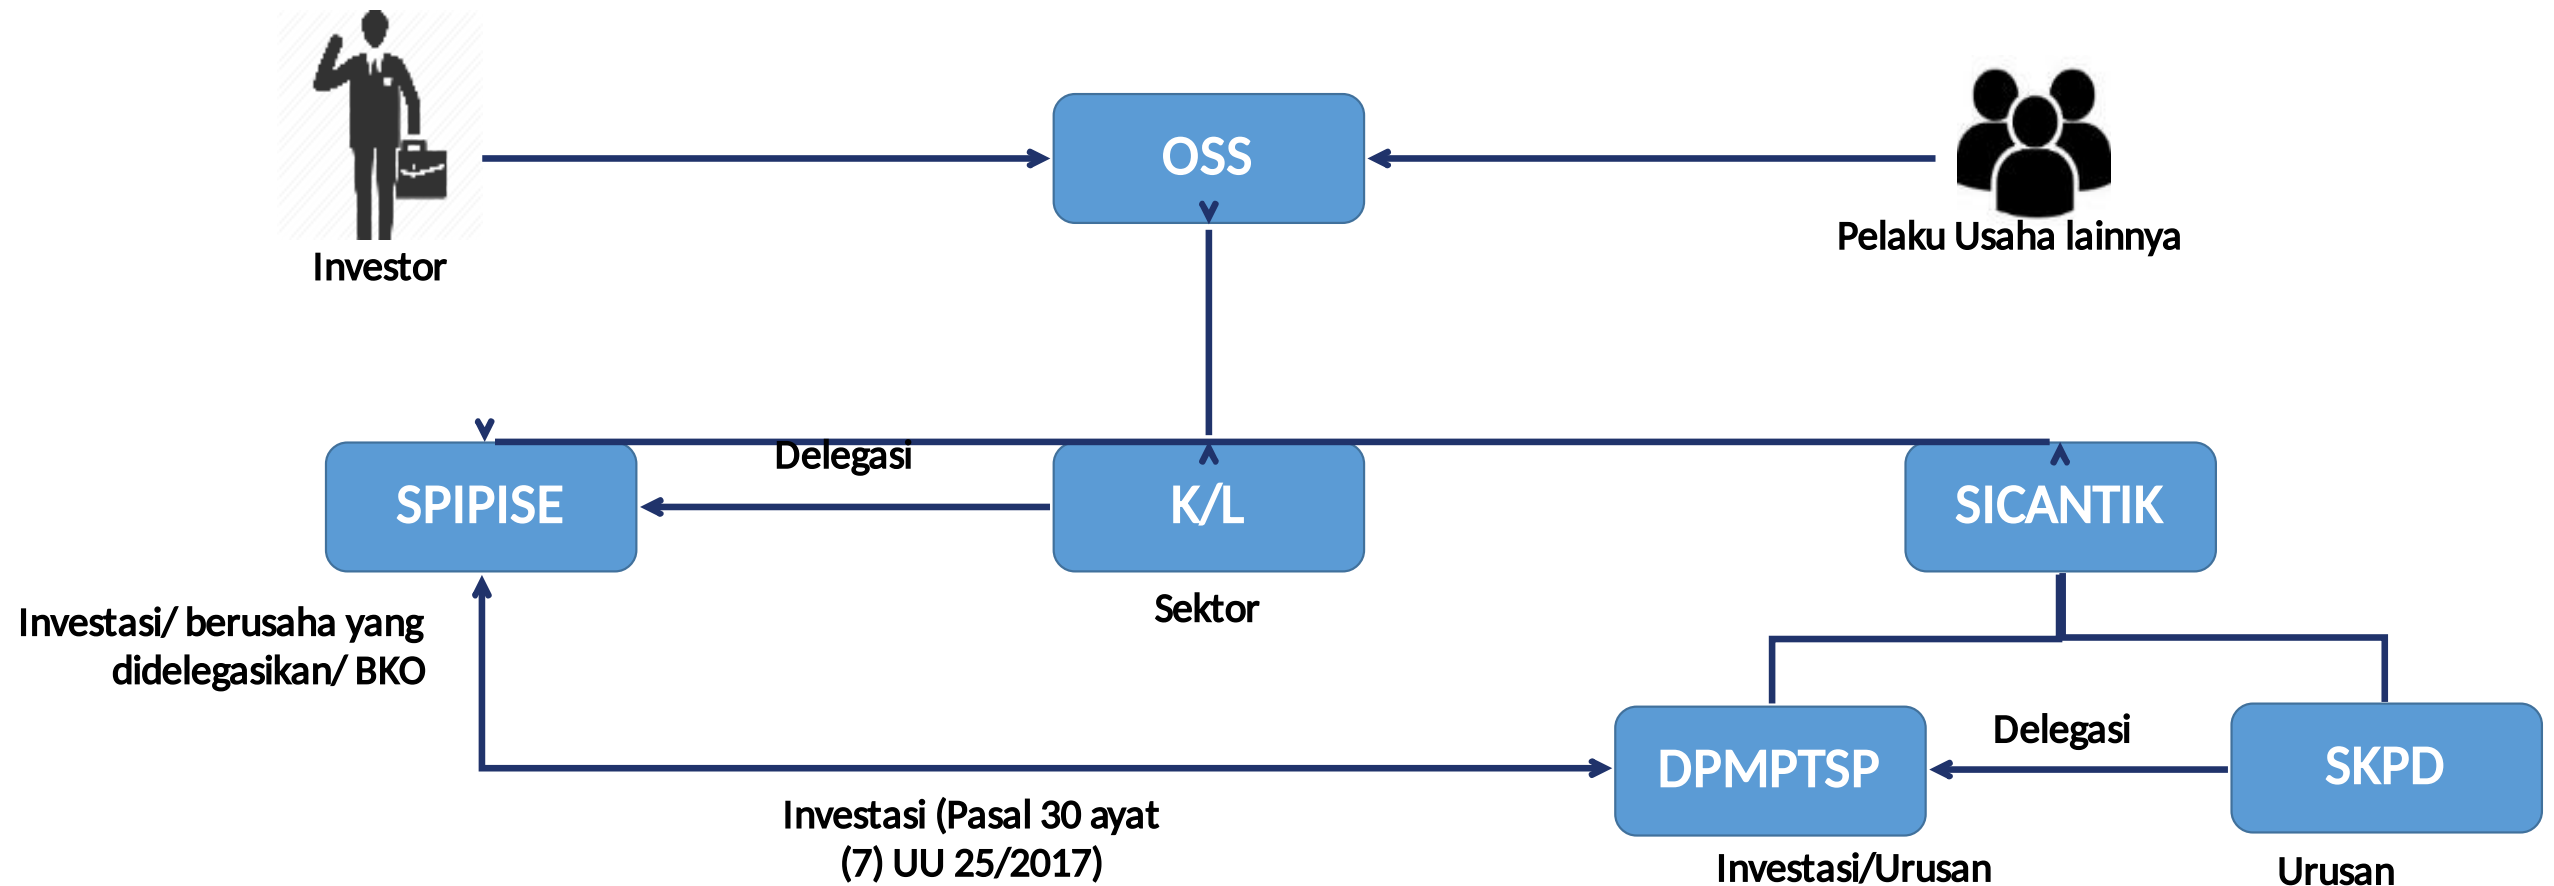 OSS
Investor
Pelaku Usaha lainnya
Delegasi
SPIPISE
K/L
SICANTIK
Sektor
Investasi/ berusaha yang
didelegasikan/ BKO
Delegasi
DPMPTSP
SKPD
Investasi (Pasal 30 ayat
(7) UU 25/2017)
Investasi/Urusan
Urusan